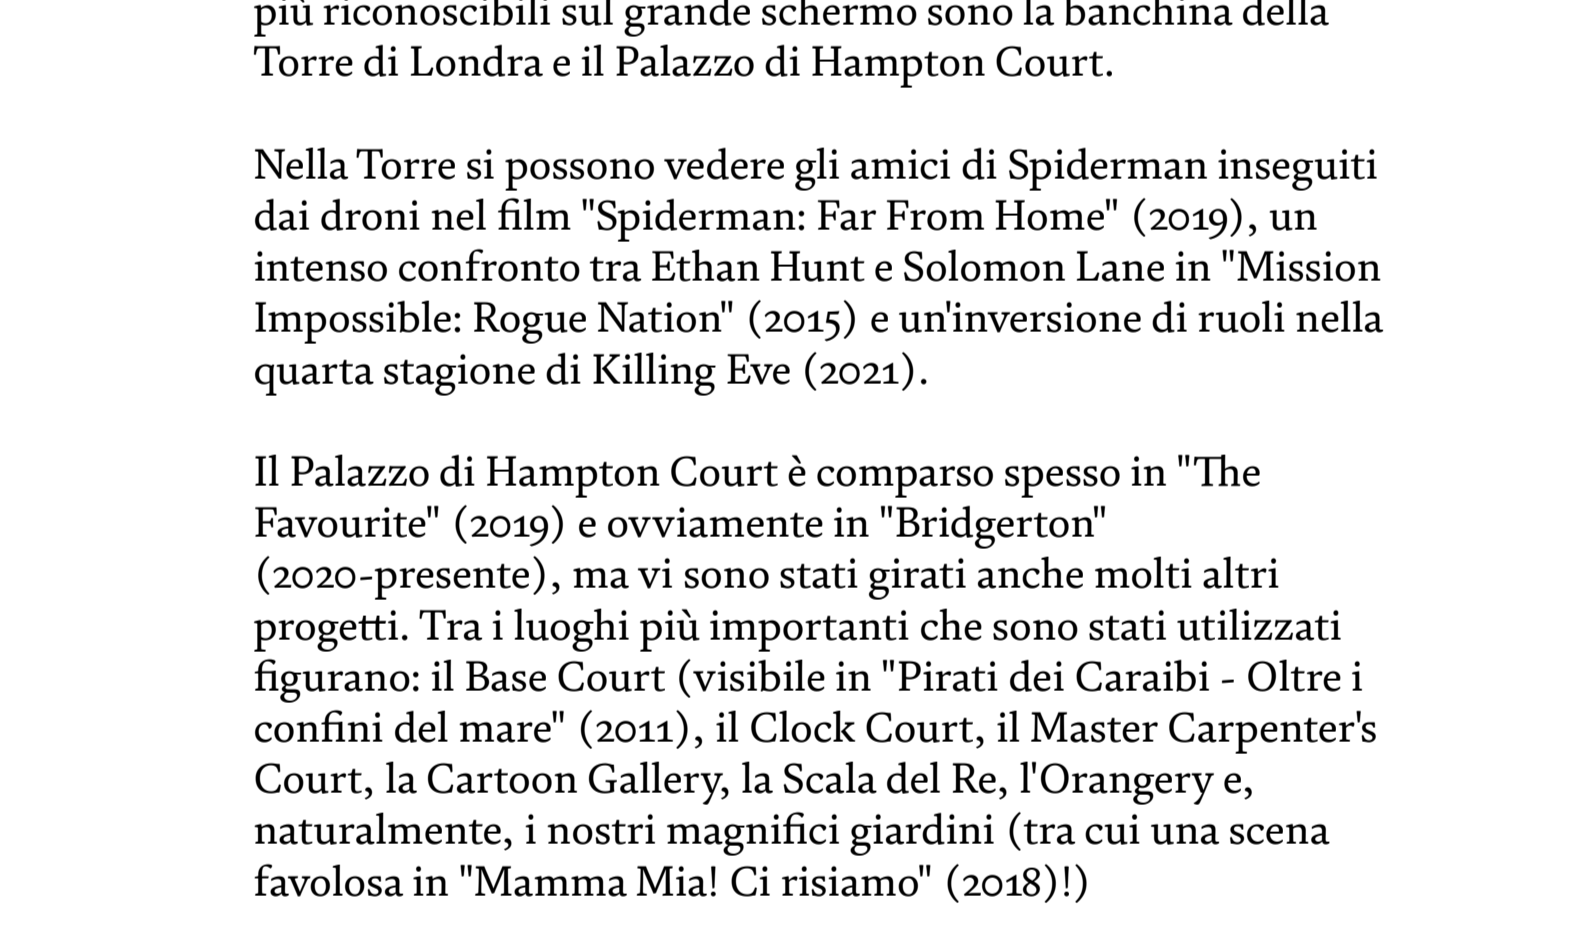 più riconoscibili sul grande schermo sono la banchina della
Torre di Londra e il Palazzo di Hampton Court.
Nella Torre si possono vedere gli amici di Spiderman inseguiti
dai droni nel film "Spiderman: Far From Home" (2019), un
intenso confronto tra Ethan Hunt e Solomon Lane in "Mission
Impossible: Rogue Nation" (2015) e un'inversione di ruoli nella
quarta stagione di Killing Eve (2021).
Il Palazzo di Hampton Court è comparso spesso in "The
Favourite" (2019) e ovviamente in "Bridgerton"
(2020-presente), ma vi sono stati girati anche molti altri
progetti. Tra i luoghi più importanti che sono stati utilizzati
figurano: il Base Court (visibile in "Pirati dei Caraibi - Oltre i
confini del mare" (2011), il Clock Court, il Master Carpenter's
Court, la Cartoon Gallery, la Scala del Re, l'Orangery e,
naturalmente, i nostri magnifici giardini (tra cui una scena
favolosa in "Mamma Mia! Ci risiamo" (2018)!)